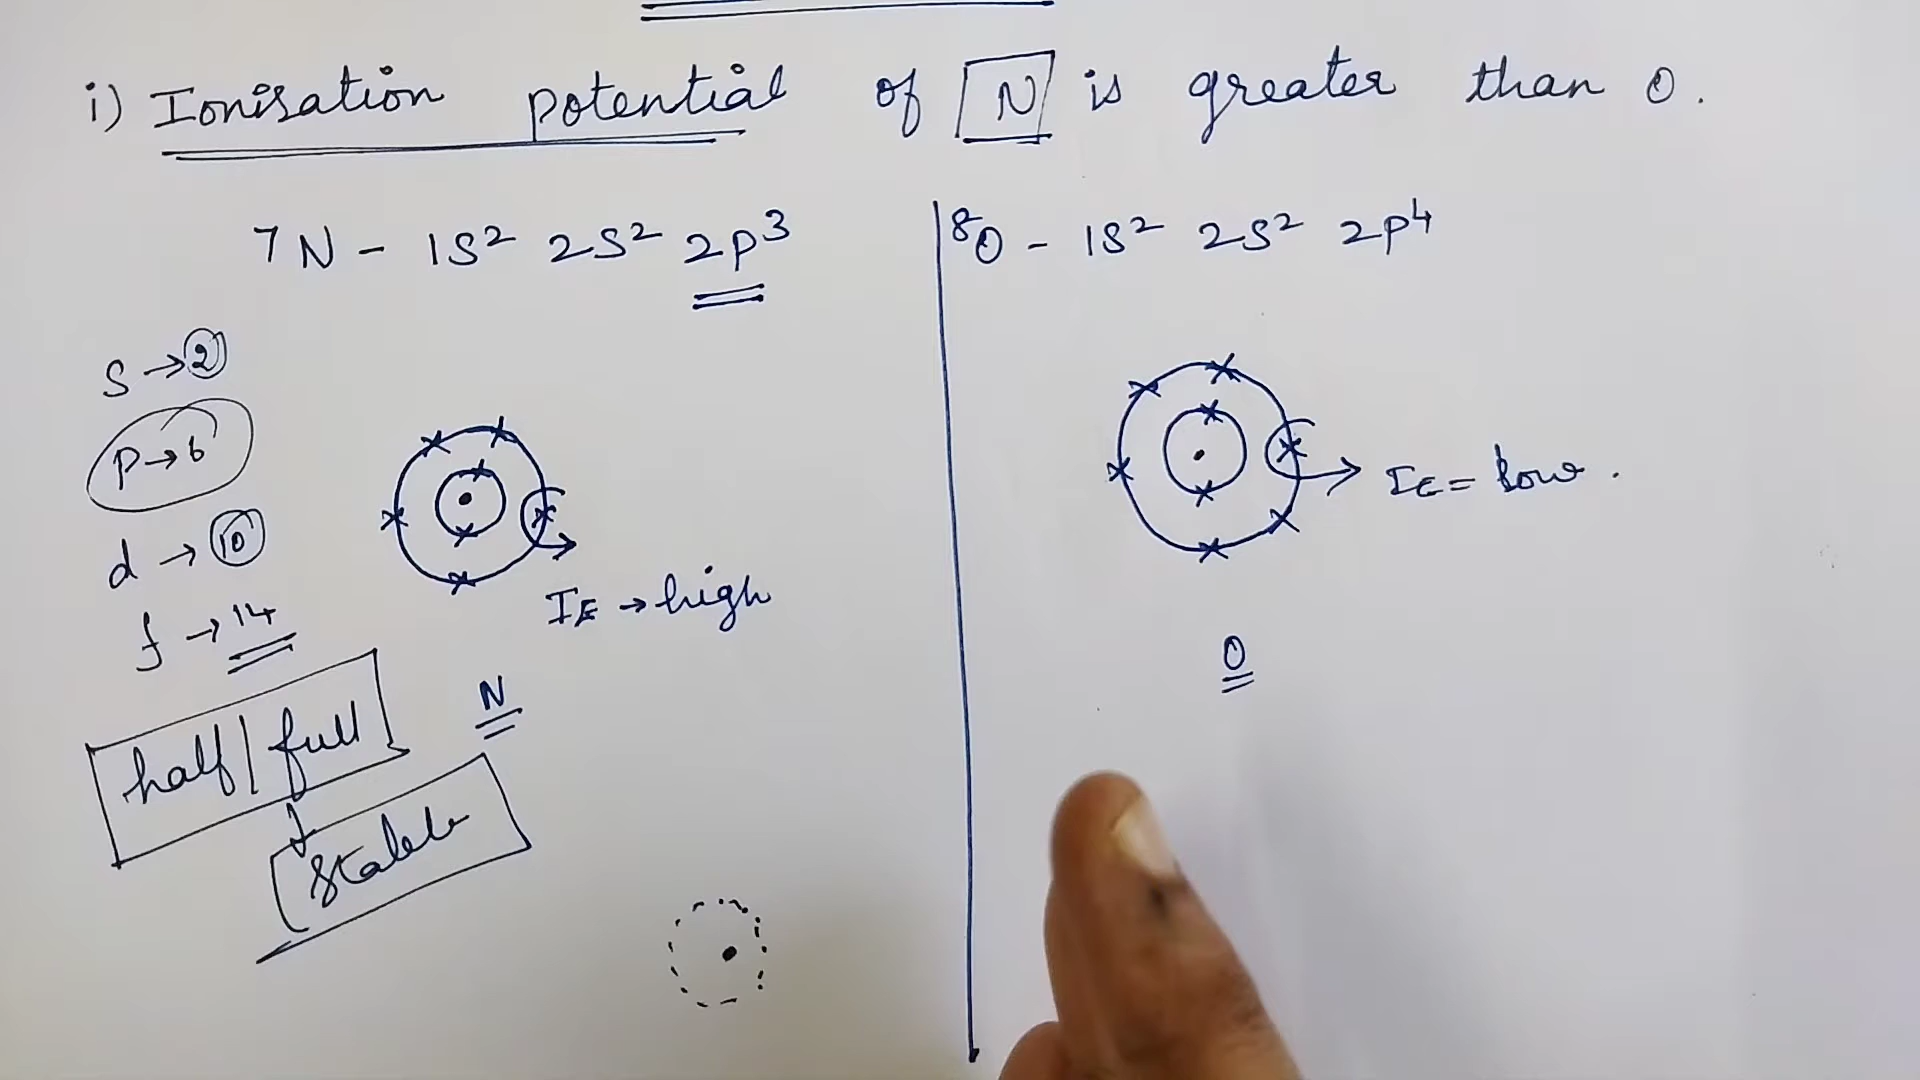 i) Ionisation potential of N is greater than O.
7N - 1S² 2S² 2P³
8O - 1S² 2S² 2P⁴
S → 2
P → 6
d → 10
f → 14
half | full
stable
IE → high
N
IE = low.
O